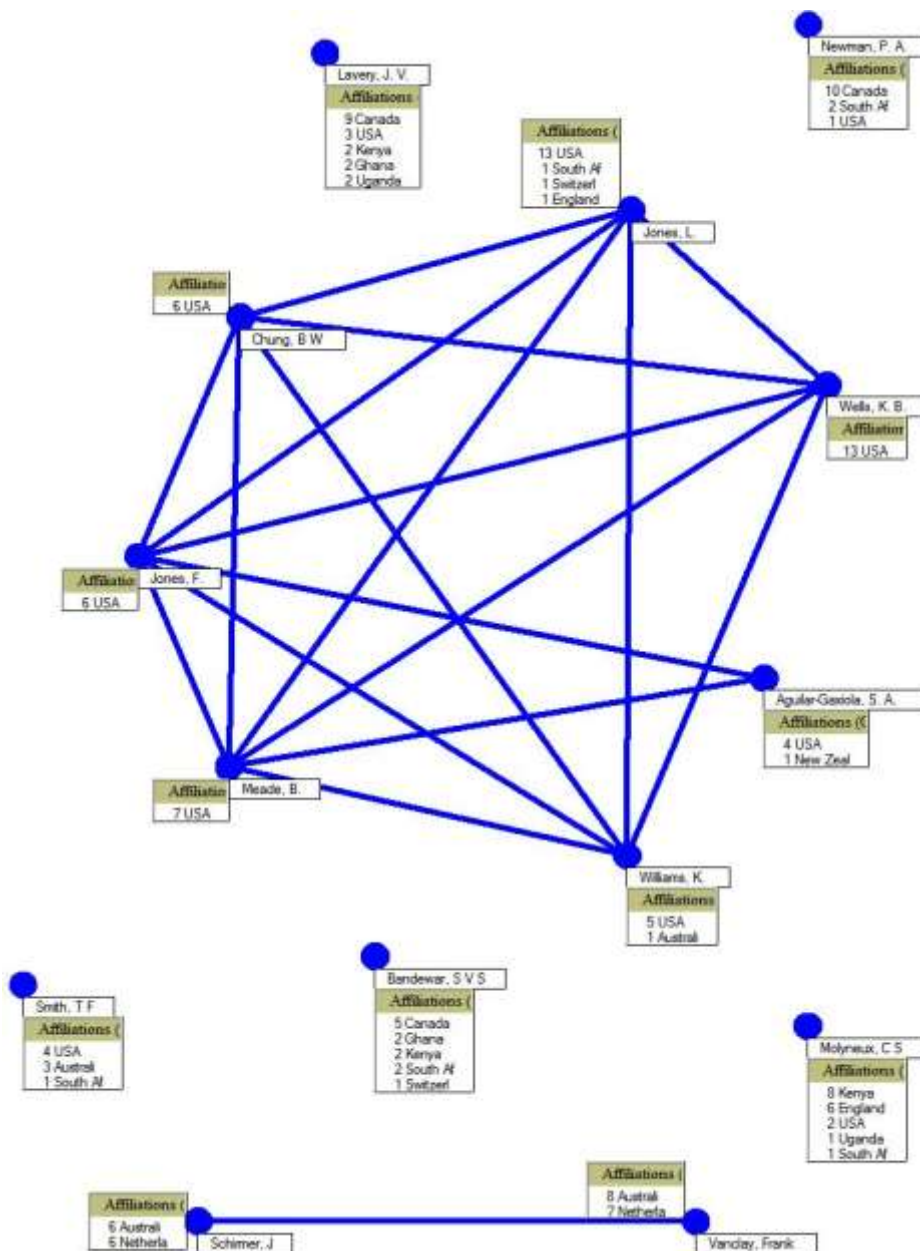 Lavery, J. V.
Affiliations
9 Canada
3 USA
2 Kenya
2 Ghana
2 Uganda
Newman, P. A.
Affiliations (
10 Canada
2 South Af
1 USA
Affiliations (
13 USA
1 South Af
1 Switzerl
1 England
Jones, L.
Affiliatio
6 USA
Chung, B W
Wells, K. B.
Affiliation
13 USA
Jones, F.
Affiliatio
6 USA
Aguilar-Gaxiola, S. A.
Affiliations (C
4 USA
1 New Zeal
Meade, B.
Affiliatio
7 USA
Williams, K.
Affiliations
5 USA
1 Australi
Smith, T F
Affiliations (
4 USA
3 Australi
1 South Af
Bandewar, S V S
Affiliations (
5 Canada
2 Ghana
2 Kenya
2 South Af
1 Switzerl
Molyneux, C S
Affiliations (
8 Kenya
6 England
2 USA
1 Uganda
1 South Af
Affiliations (
6 Australi
6 Netherla
Schirmer, J
Affiliations (
8 Australi
7 Netherla
Vanclay, Frank